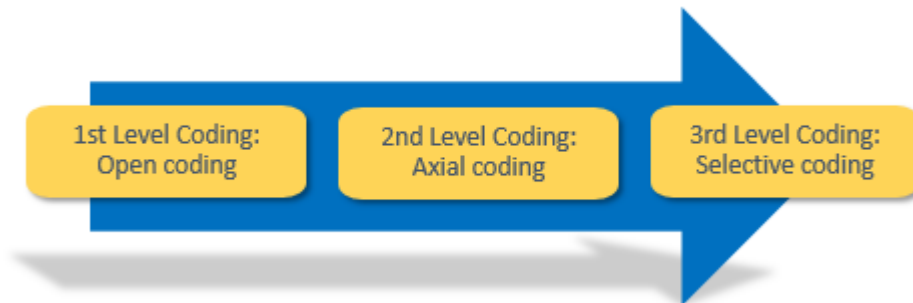 1st Level Coding:
Open coding
2nd Level Coding:
Axial coding
3rd Level Coding:
Selective coding